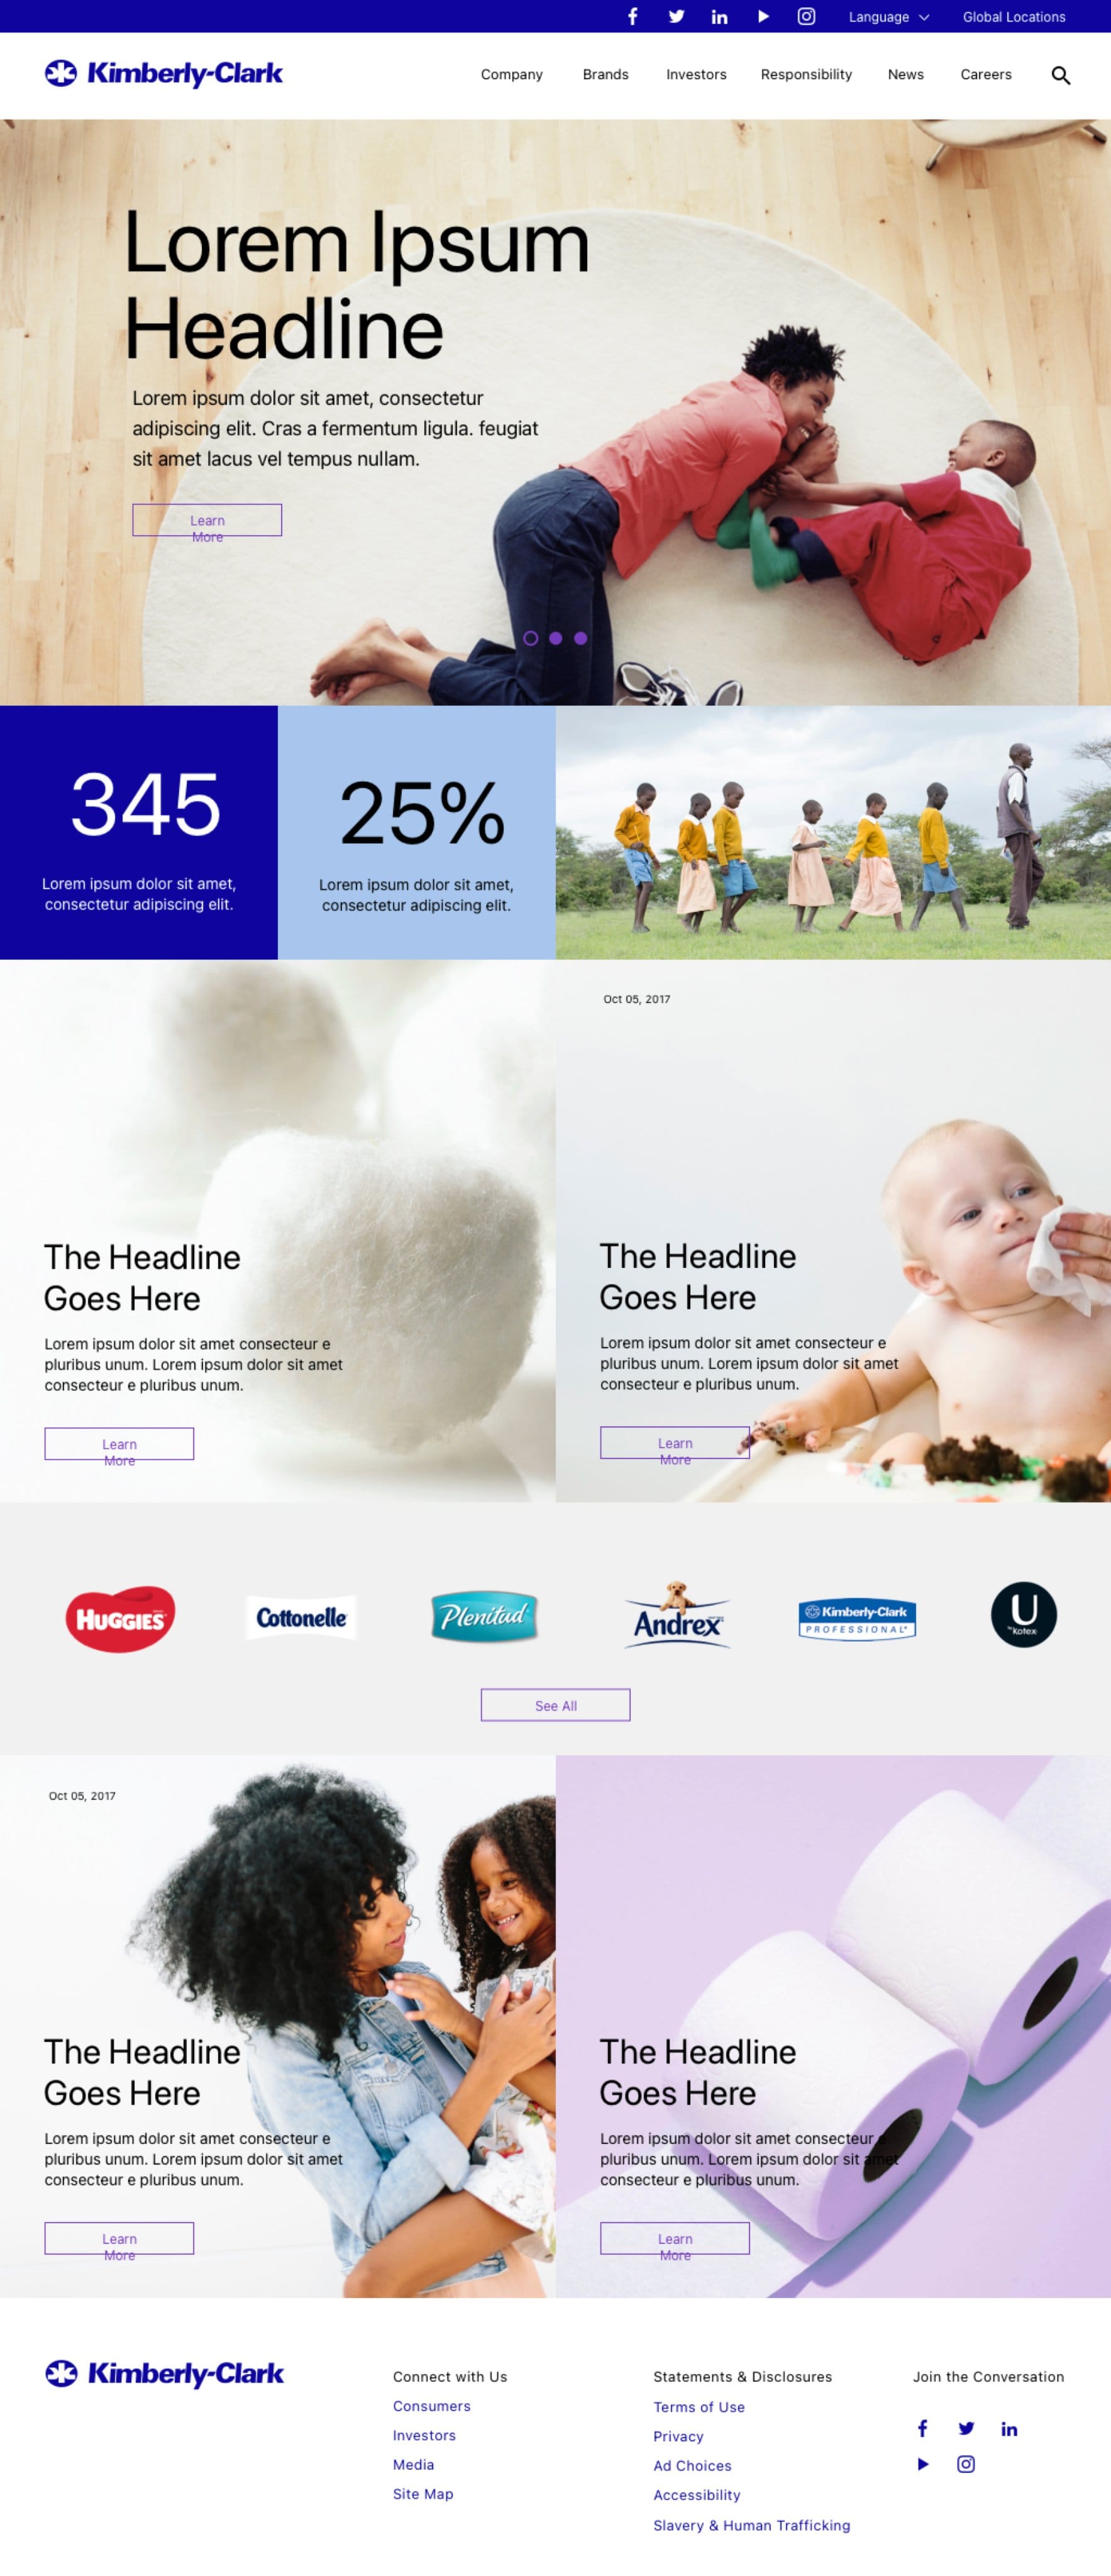 Language
Global Locations
Kimberly-Clark
Company
Brands
Investors
Responsibility
News
Careers
Lorem Ipsum
Headline
Lorem ipsum dolor sit amet, consectetur
adipiscing elit. Cras a fermentum ligula. feugiat
sit amet lacus vel tempus nullam.
Learn
More
345
Lorem ipsum dolor sit amet,
consectetur adipiscing elit.
25%
Lorem ipsum dolor sit amet,
consectetur adipiscing elit.
The Headline
Goes Here
Lorem ipsum dolor sit amet consecteur e
pluribus unum. Lorem ipsum dolor sit amet
consecteur e pluribus unum.
Learn
More
Oct 05, 2017
The Headline
Goes Here
Lorem ipsum dolor sit amet consecteur e
pluribus unum. Lorem ipsum dolor sit amet
consecteur e pluribus unum.
Learn
More
HUGGIES
Cottonelle
Plenitud
Andrex
Kimberly-Clark
PROFESSIONAL*
U
by Kotex
See All
Oct 05, 2017
The Headline
Goes Here
Lorem ipsum dolor sit amet consecteur e
pluribus unum. Lorem ipsum dolor sit amet
consecteur e pluribus unum.
Learn
More
The Headline
Goes Here
Lorem ipsum dolor sit amet consecteur e
pluribus unum. Lorem ipsum dolor sit amet
consecteur e pluribus unum.
Learn
More
Kimberly-Clark
Connect with Us
Consumers
Investors
Media
Site Map
Statements & Disclosures
Terms of Use
Privacy
Ad Choices
Accessibility
Slavery & Human Trafficking
Join the Conversation